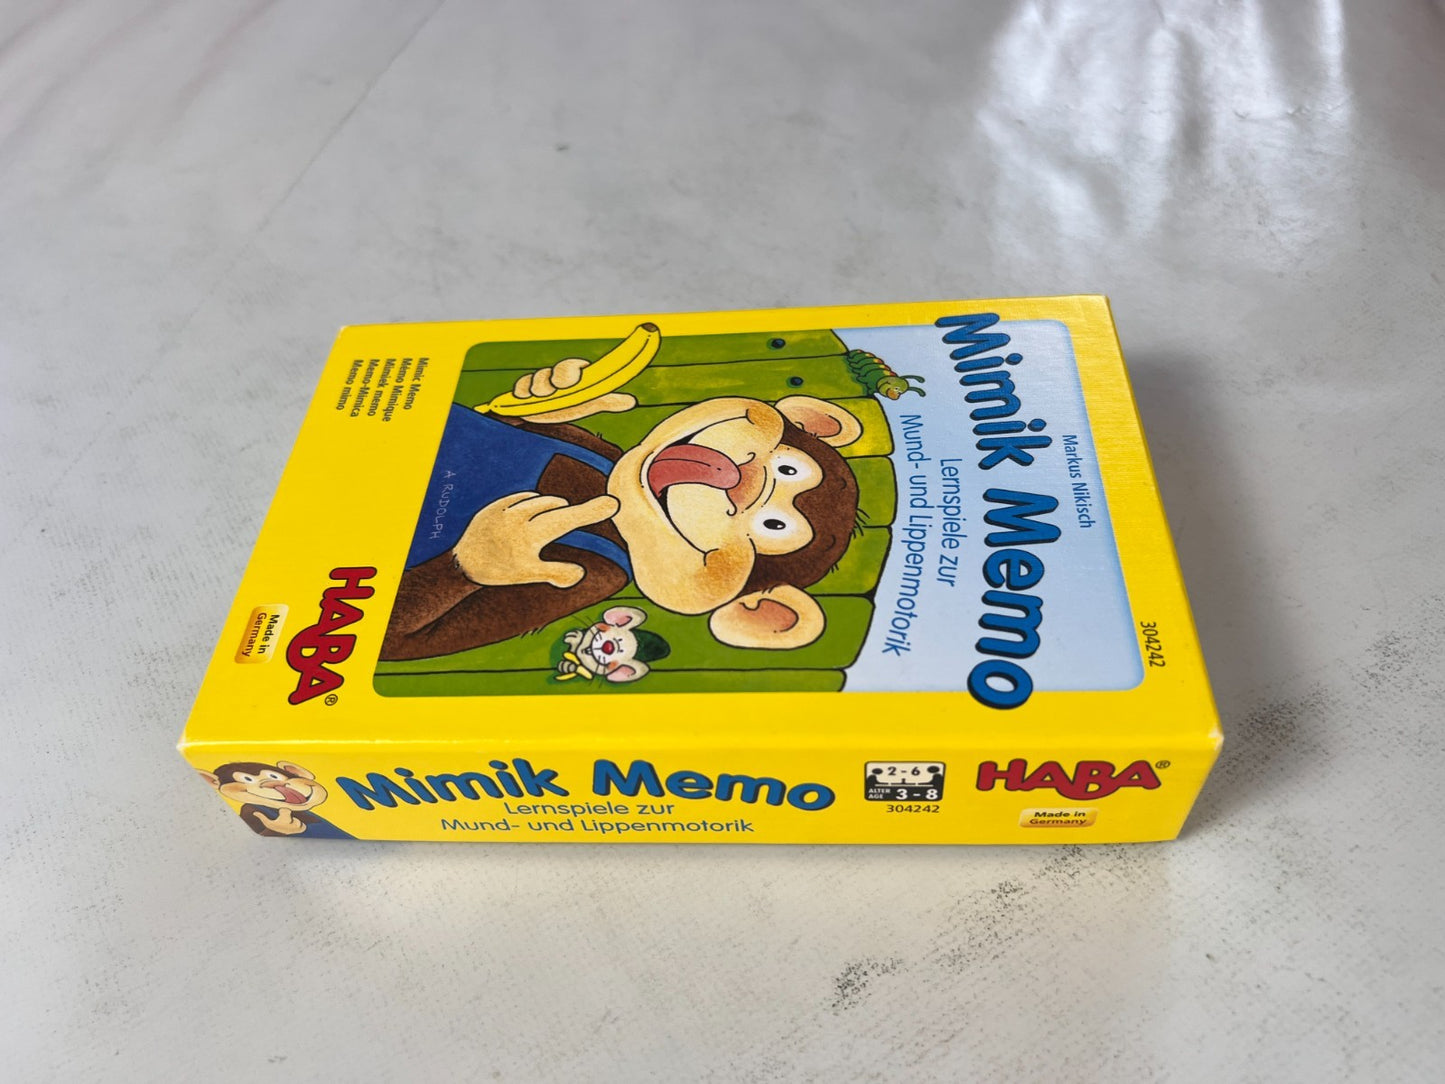 Markus Nikisch
Mimik Memo
Lernspiele zur
Mund- und Lippenmotorik
304242
A RUDOLPH
Mimic Memo
Mémo Mimique
Mimiek memo
Memo-Mimica
Memo mimo
HABA®
Made in
Germany
Mimik Memo
Lernspiele zur
Mund- und Lippenmotorik
2 - 6
ALTER
AGE
3 - 8
304242
HABA®
Made in
Germany